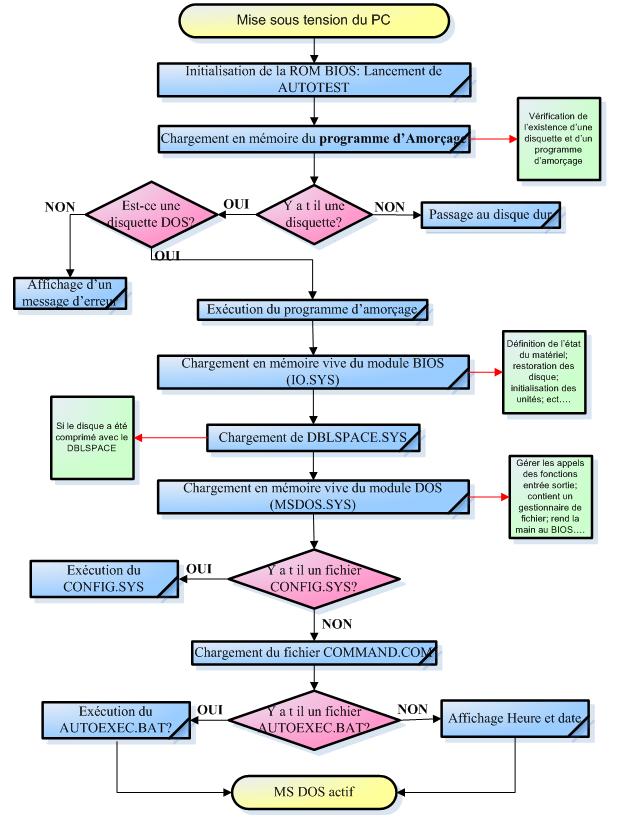 Mise sous tension du PC
Initialisation de la ROM BIOS: Lancement de
AUTOTEST
Chargement en mémoire du programme d'Amorçage
Vérification de
l'existence d'une
disquette et d'un
programme
d'amorçage
NON
Est-ce une
disquette DOS?
OUI
Y a t il une
disquette?
NON
Passage au disque dur
OUI
Affichage d'un
message d'erreur
Exécution du programme d'amorçage
Chargement en mémoire vive du module BIOS
(IO.SYS)
Définition de l'état
du matériel;
restoration des
disque;
initialisation des
unités; ect....
Si le disque a été
comprimé avec le
DBLSPACE
Chargement de DBLSPACE.SYS
Chargement en mémoire vive du module DOS
(MSDOS.SYS)
Gérer les appels
des fonctions
entrée sortie;
contient un
gestionnaire de
fichier; rend la
main au BIOS....
Exécution du
CONFIG.SYS
OUI
Y a t il un fichier
CONFIG.SYS?
NON
Chargement du fichier COMMAND.COM
Exécution du
AUTOEXEC.BAT?
OUI
Y a t il un fichier
AUTOEXEC.BAT?
NON
Affichage Heure et date
MS DOS actif